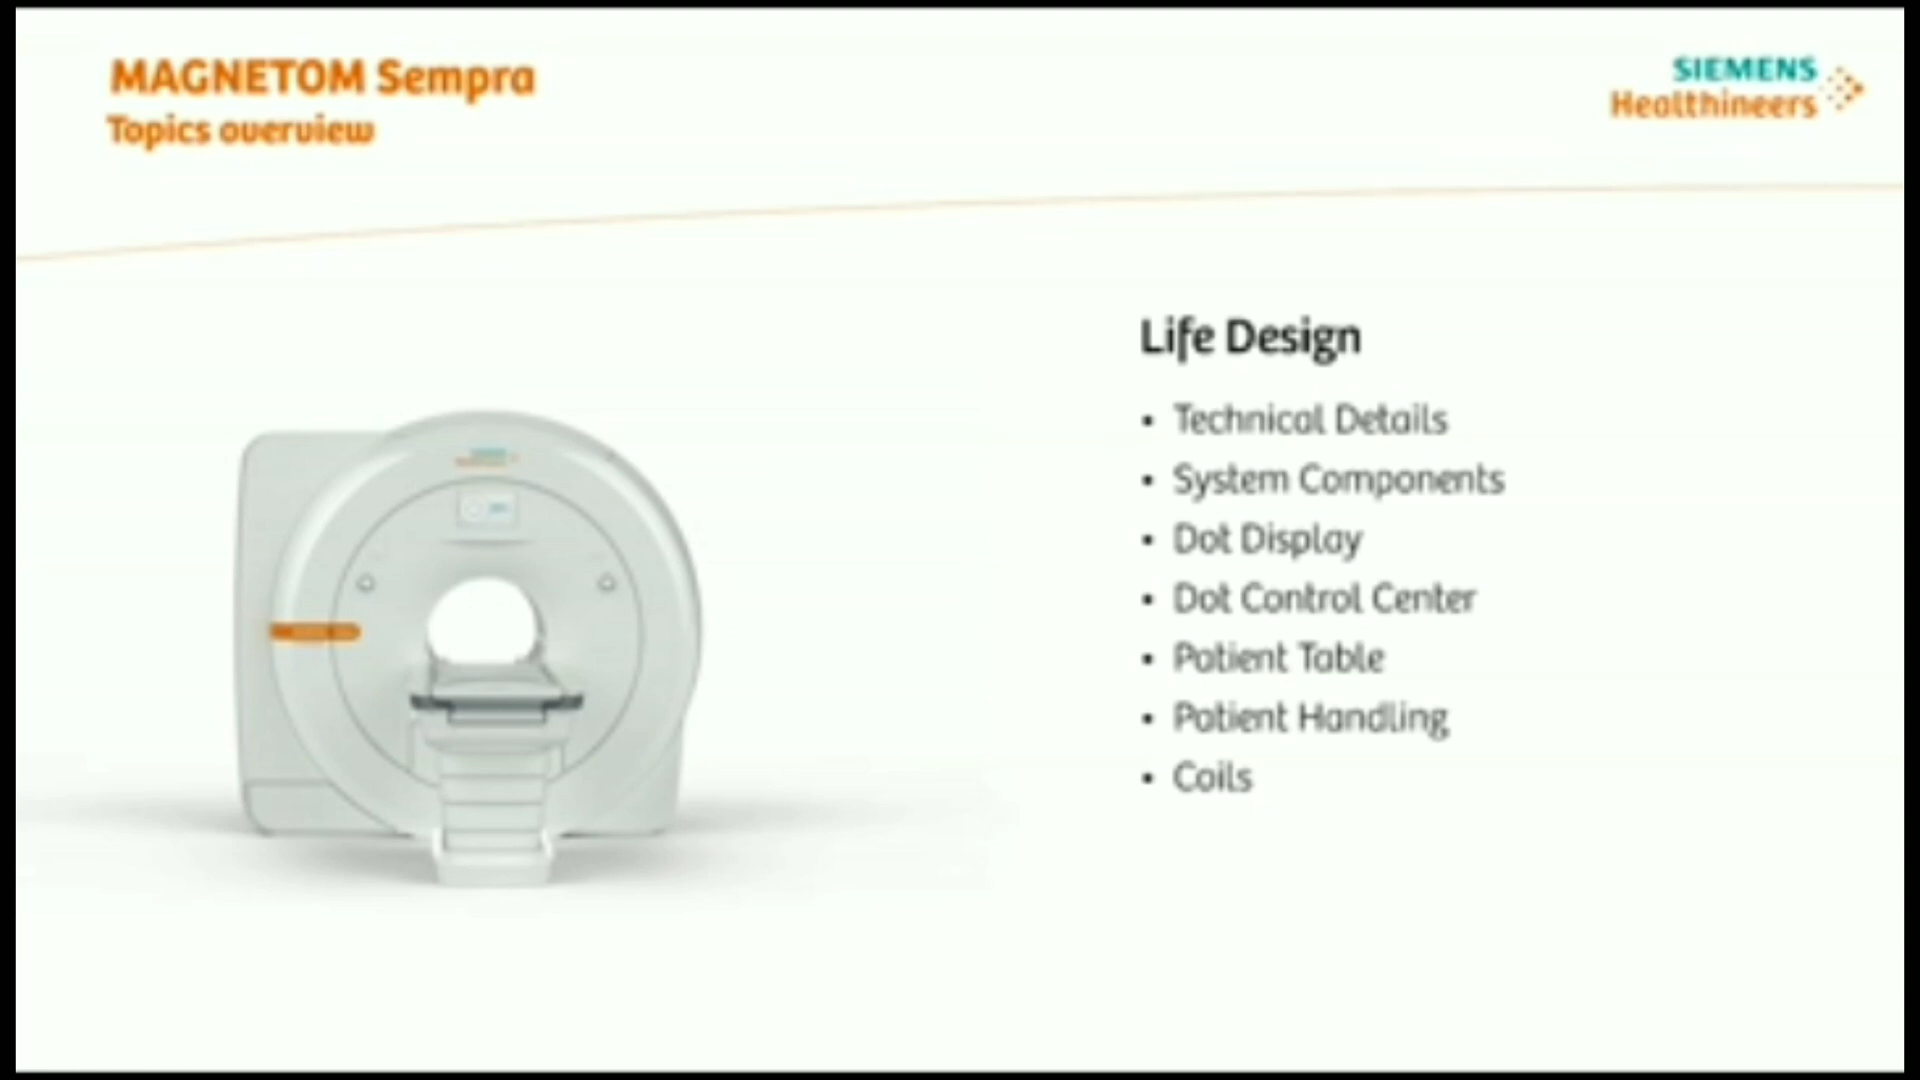 MAGNETOM Sempra
Topics overview
SIEMENS
Healthineers
Life Design
• Technical Details
• System Components
• Dot Display
• Dot Control Center
• Patient Table
• Patient Handling
• Coils